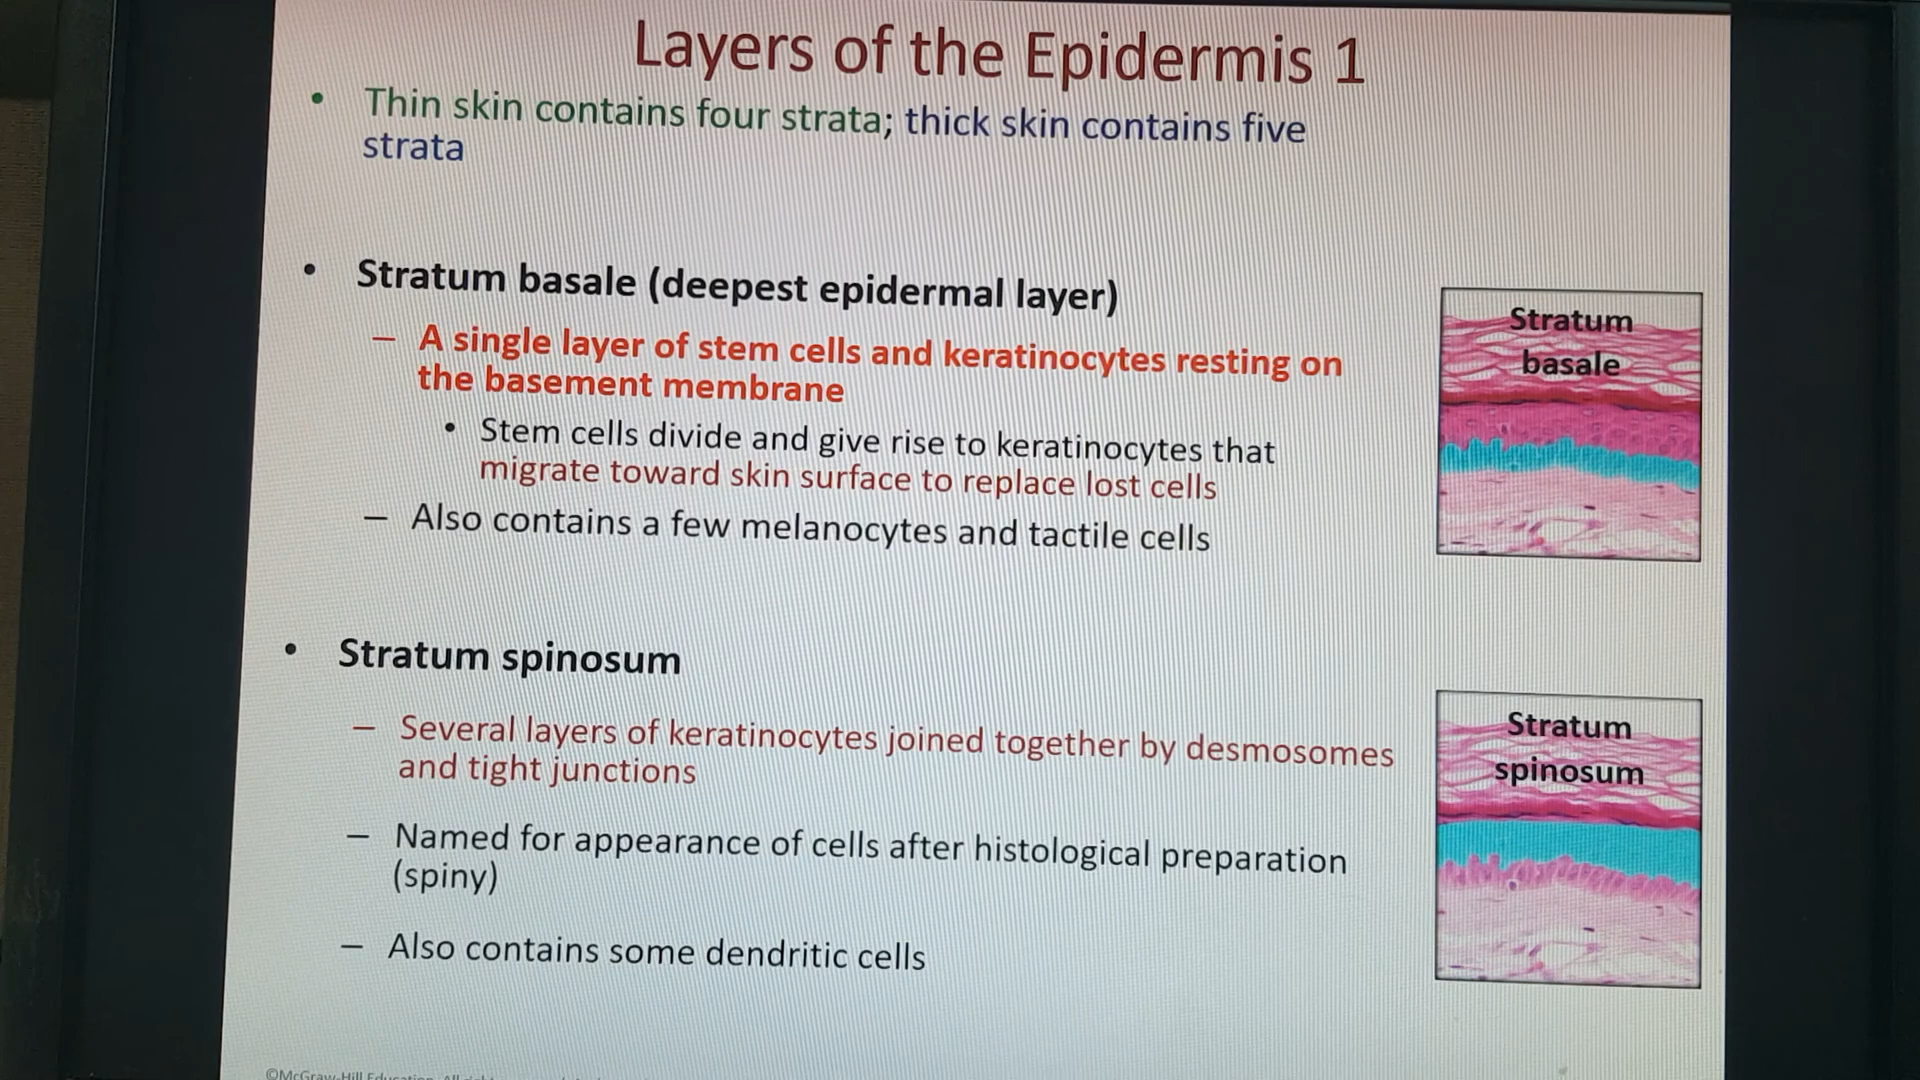 Layers of the Epidermis 1
• Thin skin contains four strata; thick skin contains five
strata
• Stratum basale (deepest epidermal layer)
– A single layer of stem cells and keratinocytes resting on
the basement membrane
• Stem cells divide and give rise to keratinocytes that
migrate toward skin surface to replace lost cells
– Also contains a few melanocytes and tactile cells
Stratum
basale
• Stratum spinosum
– Several layers of keratinocytes joined together by desmosomes
and tight junctions
– Named for appearance of cells after histological preparation
(spiny)
– Also contains some dendritic cells
Stratum
spinosum
©McGraw-Hill Education. All